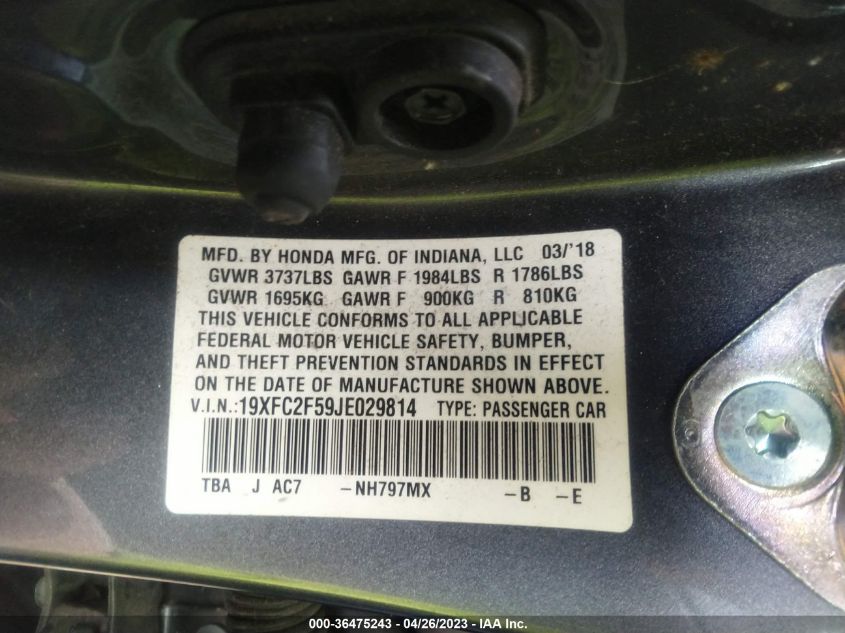 MFD. BY HONDA MFG. OF INDIANA, LLC 03/'18
GVWR 3737LBS GAWR F 1984LBS R 1786LBS
GVWR 1695KG GAWR F 900KG R 810KG
THIS VEHICLE CONFORMS TO ALL APPLICABLE
FEDERAL MOTOR VEHICLE SAFETY, BUMPER,
AND THEFT PREVENTION STANDARDS IN EFFECT
ON THE DATE OF MANUFACTURE SHOWN ABOVE.
V.I.N.:19XFC2F59JE029814 TYPE: PASSENGER CAR
TBA J AC7 -NH797MX -B -E
000-36475243 - 04/26/2023 - IAA Inc.